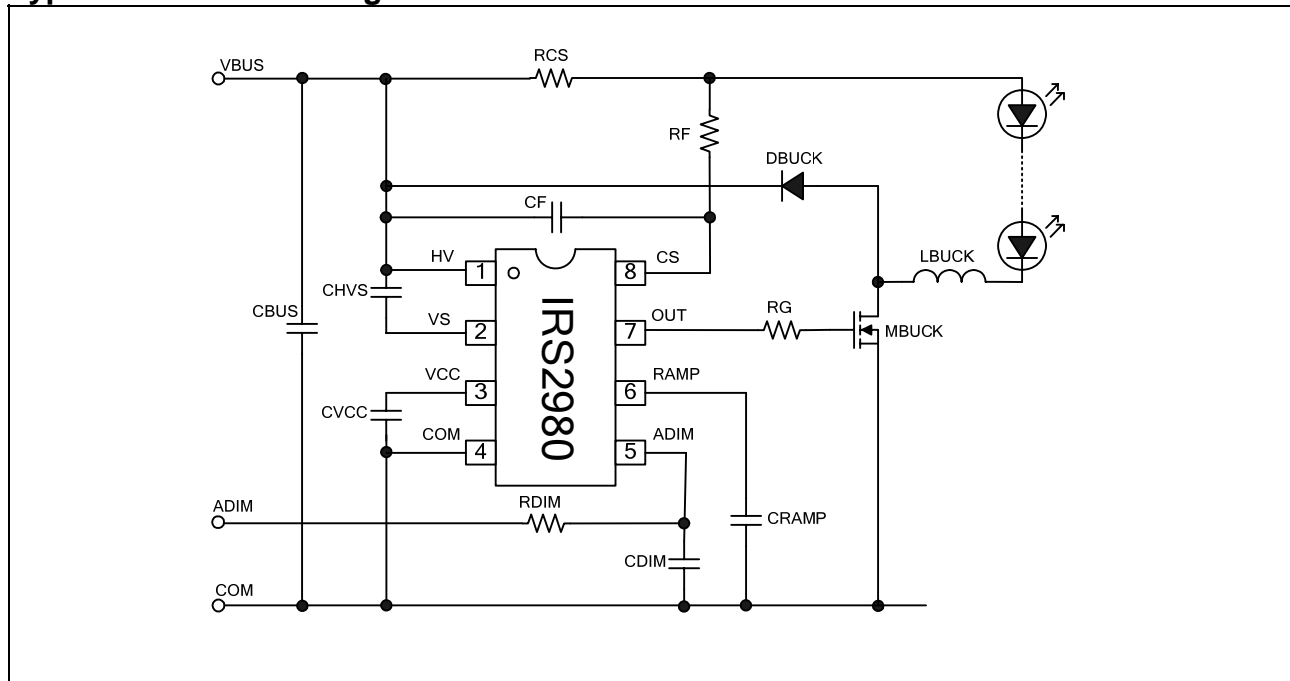 VBUS
RCS
RF
DBUCK
CF
HV
1
8
CS
CHVS
LBUCK
CBUS
VS
2
7
OUT
RG
MBUCK
IRS2980
VCC
3
6
RAMP
CVCC
COM
4
5
ADIM
ADIM
RDIM
CRAMP
CDIM
COM